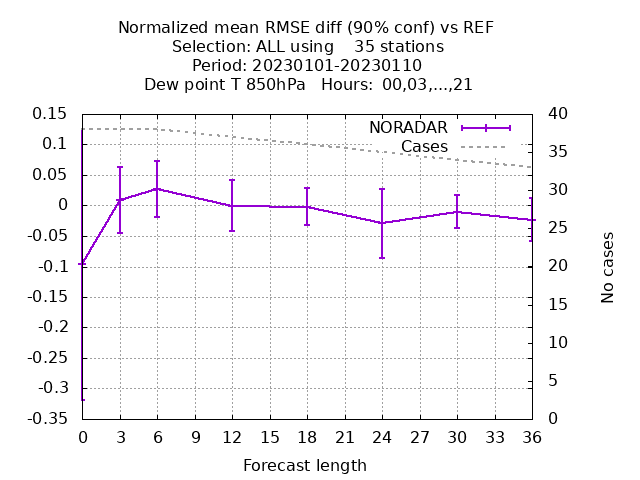 Normalized mean RMSE diff (90% conf) vs REF
Selection: ALL using    35 stations
Period: 20230101-20230110
Dew point T 850hPa   Hours:  00,03,...,21
NORADAR
Cases
0.15
0.1
0.05
0
-0.05
-0.1
-0.15
-0.2
-0.25
-0.3
-0.35
40
35
30
25
20
15
10
5
0
No cases
0 3 6 9 12 15 18 21 24 27 30 33 36
Forecast length